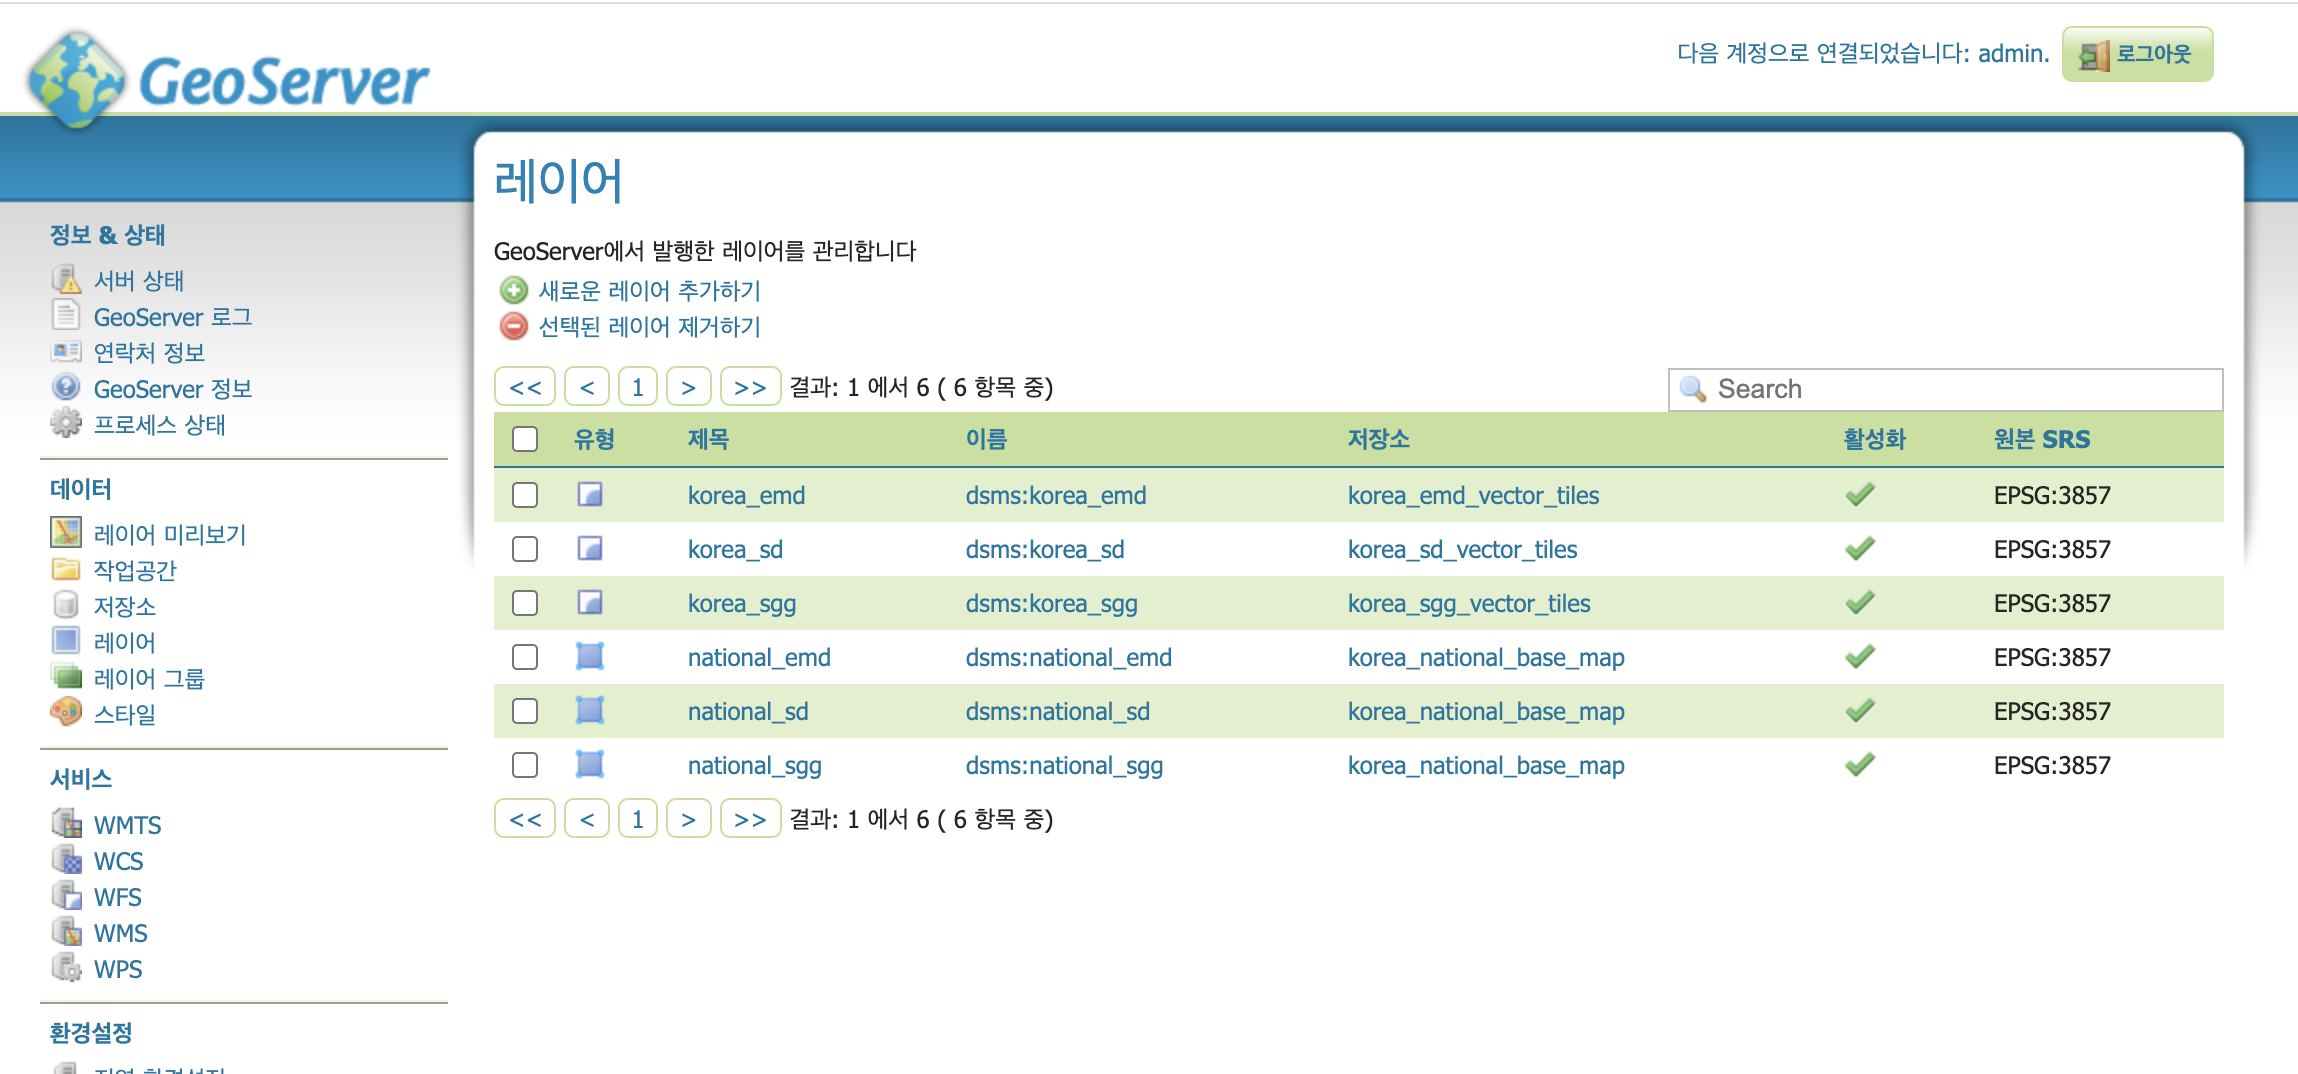 GeoServer
다음 계정으로 연결되었습니다: admin.
로그아웃
정보 & 상태
서버 상태
GeoServer 로그
연락처 정보
GeoServer 정보
프로세스 상태
데이터
레이어 미리보기
작업공간
저장소
레이어
레이어 그룹
스타일
서비스
WMTS
WCS
WFS
WMS
WPS
환경설정
레이어
GeoServer에서 발행한 레이어를 관리합니다
새로운 레이어 추가하기
선택된 레이어 제거하기
<< < 1 > >> 결과: 1 에서 6 ( 6 항목 중)
Search
유형 제목 이름 저장소 활성화 원본 SRS
korea_emd dsms:korea_emd korea_emd_vector_tiles EPSG:3857
korea_sd dsms:korea_sd korea_sd_vector_tiles EPSG:3857
korea_sgg dsms:korea_sgg korea_sgg_vector_tiles EPSG:3857
national_emd dsms:national_emd korea_national_base_map EPSG:3857
national_sd dsms:national_sd korea_national_base_map EPSG:3857
national_sgg dsms:national_sgg korea_national_base_map EPSG:3857
<< < 1 > >> 결과: 1 에서 6 ( 6 항목 중)